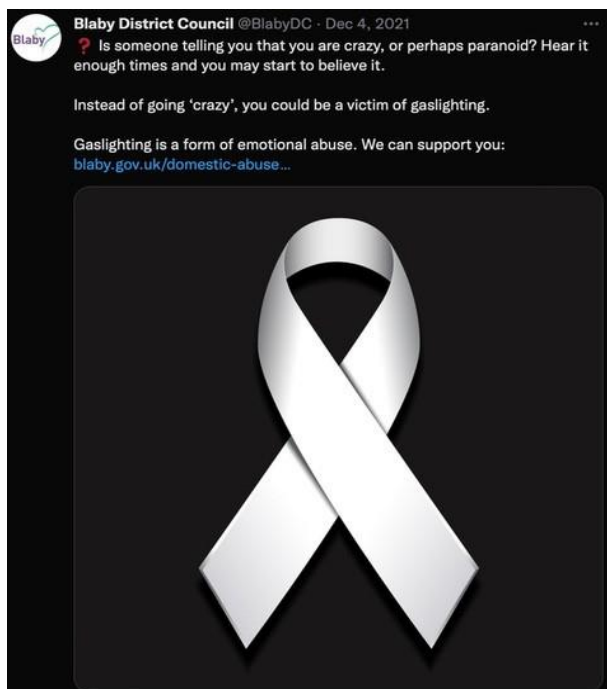 Blaby
Blaby District Council @BlabyDC · Dec 4, 2021
❓ Is someone telling you that you are crazy, or perhaps paranoid? Hear it
enough times and you may start to believe it.
Instead of going ‘crazy’, you could be a victim of gaslighting.
Gaslighting is a form of emotional abuse. We can support you:
blaby.gov.uk/domestic-abuse…